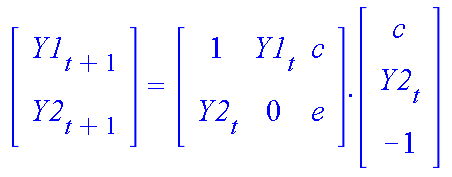 [ Y1_{t+1} ] = [ 1 Y1_t c ] . [ c ]
[ Y2_{t+1} ] [ Y2_t 0 e ] [ Y2_t ]
[ -1 ]